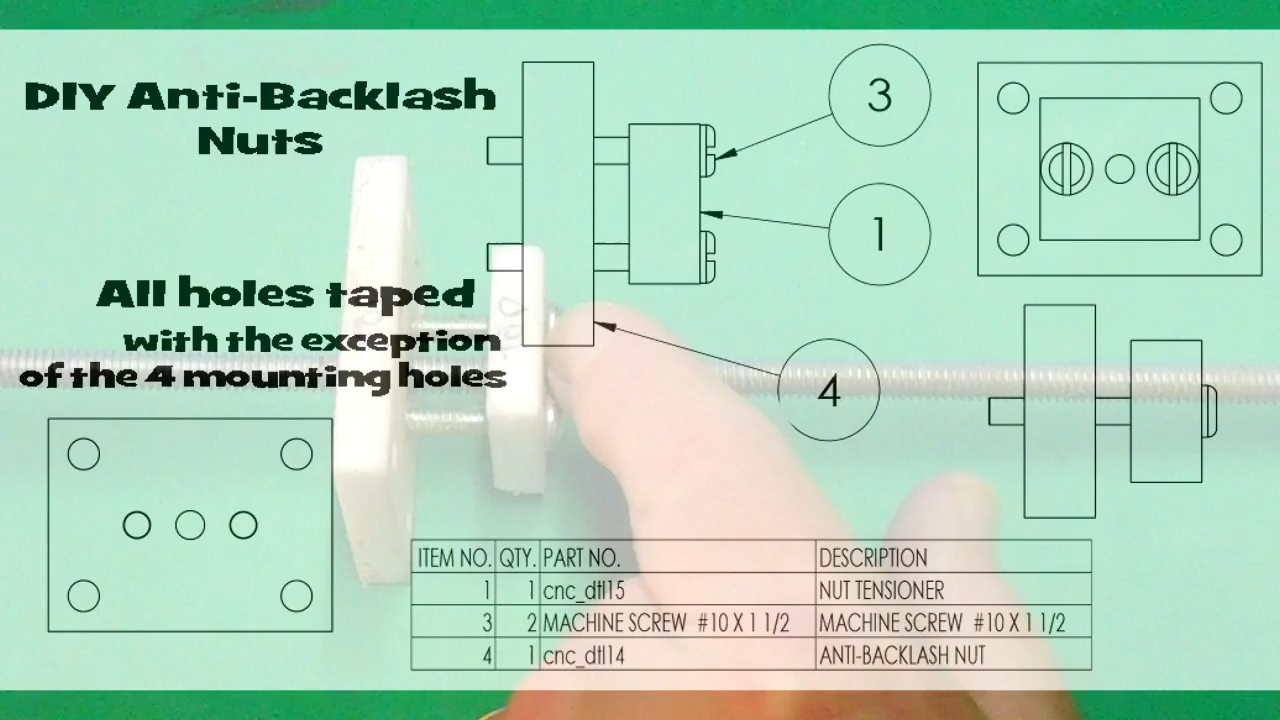 DIY Anti-Backlash
Nuts
All holes taped
with the exception
of the 4 mounting holes
3
1
4
ITEM NO. QTY. PART NO. DESCRIPTION
1 1 cnc_dtl15 NUT TENSIONER
3 2 MACHINE SCREW #10 X 1 1/2 MACHINE SCREW #10 X 1 1/2
4 1 cnc_dtl14 ANTI-BACKLASH NUT